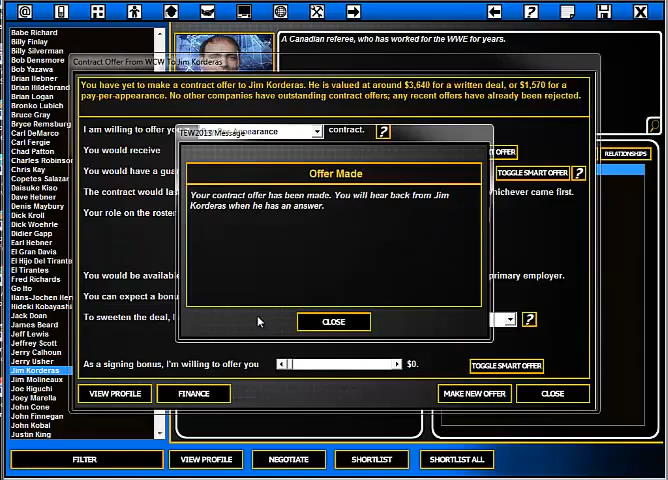 Babe Richard
Billy Finlay
Billy Silverman
Bob Densmore
Bob Yazawa
Brian Hebner
Brian Hildebrand
Brian Logan
Bronko Lubich
Bruce Gray
Bryce Remsburg
Carl DeMarco
Carl Fergie
Chad Patton
Charles Robinson
Chris Kay
Copetes Salazar
Daisuke Kiso
Dave Hebner
Denis Maybury
Dick Kroll
Dick Woehrle
Didier Gapp
Earl Hebner
El Gran Davis
El Hijo Del Tirantes
El Tirantes
Fred Richards
Go Ito
Hans-Jochen Her
Hideki Kobayashi
Jack Doan
James Beard
Jeff Lewis
Jeffrey Scott
Jerry Calhoun
Jerry Usher
Jim Korderas
Jim Molineaux
Joe Higuchi
Joey Marella
John Cone
John Finnegan
John Kobal
Justin King
A Canadian referee, who has worked for the WWE for years.
Contract Offer From WCW To Jim Korderas
You have yet to make a contract offer to Jim Korderas. He is valued at around $3,640 for a written deal, or $1,570 for a
pay-per-appearance. No other companies have outstanding contract offers; any recent offers have already been rejected.
I am willing to offer yo Appearance contract. ?
You would receive OFFER
You would have a gua TOGGLE SMART OFFER ?
The contract would la whichever came first.
Your role on the roster
You would be availabl primary employer.
You can expect a bonu
To sweeten the deal, I ?
As a signing bonus, I'm willing to offer you $0. TOGGLE SMART OFFER
VIEW PROFILE FINANCE MAKE NEW OFFER CLOSE
TEW2013 Message
Offer Made
Your contract offer has been made. You will hear back from Jim
Korderas when he has an answer.
CLOSE
RELATIONSHIPS
FILTER VIEW PROFILE NEGOTIATE SHORTLIST SHORTLIST ALL